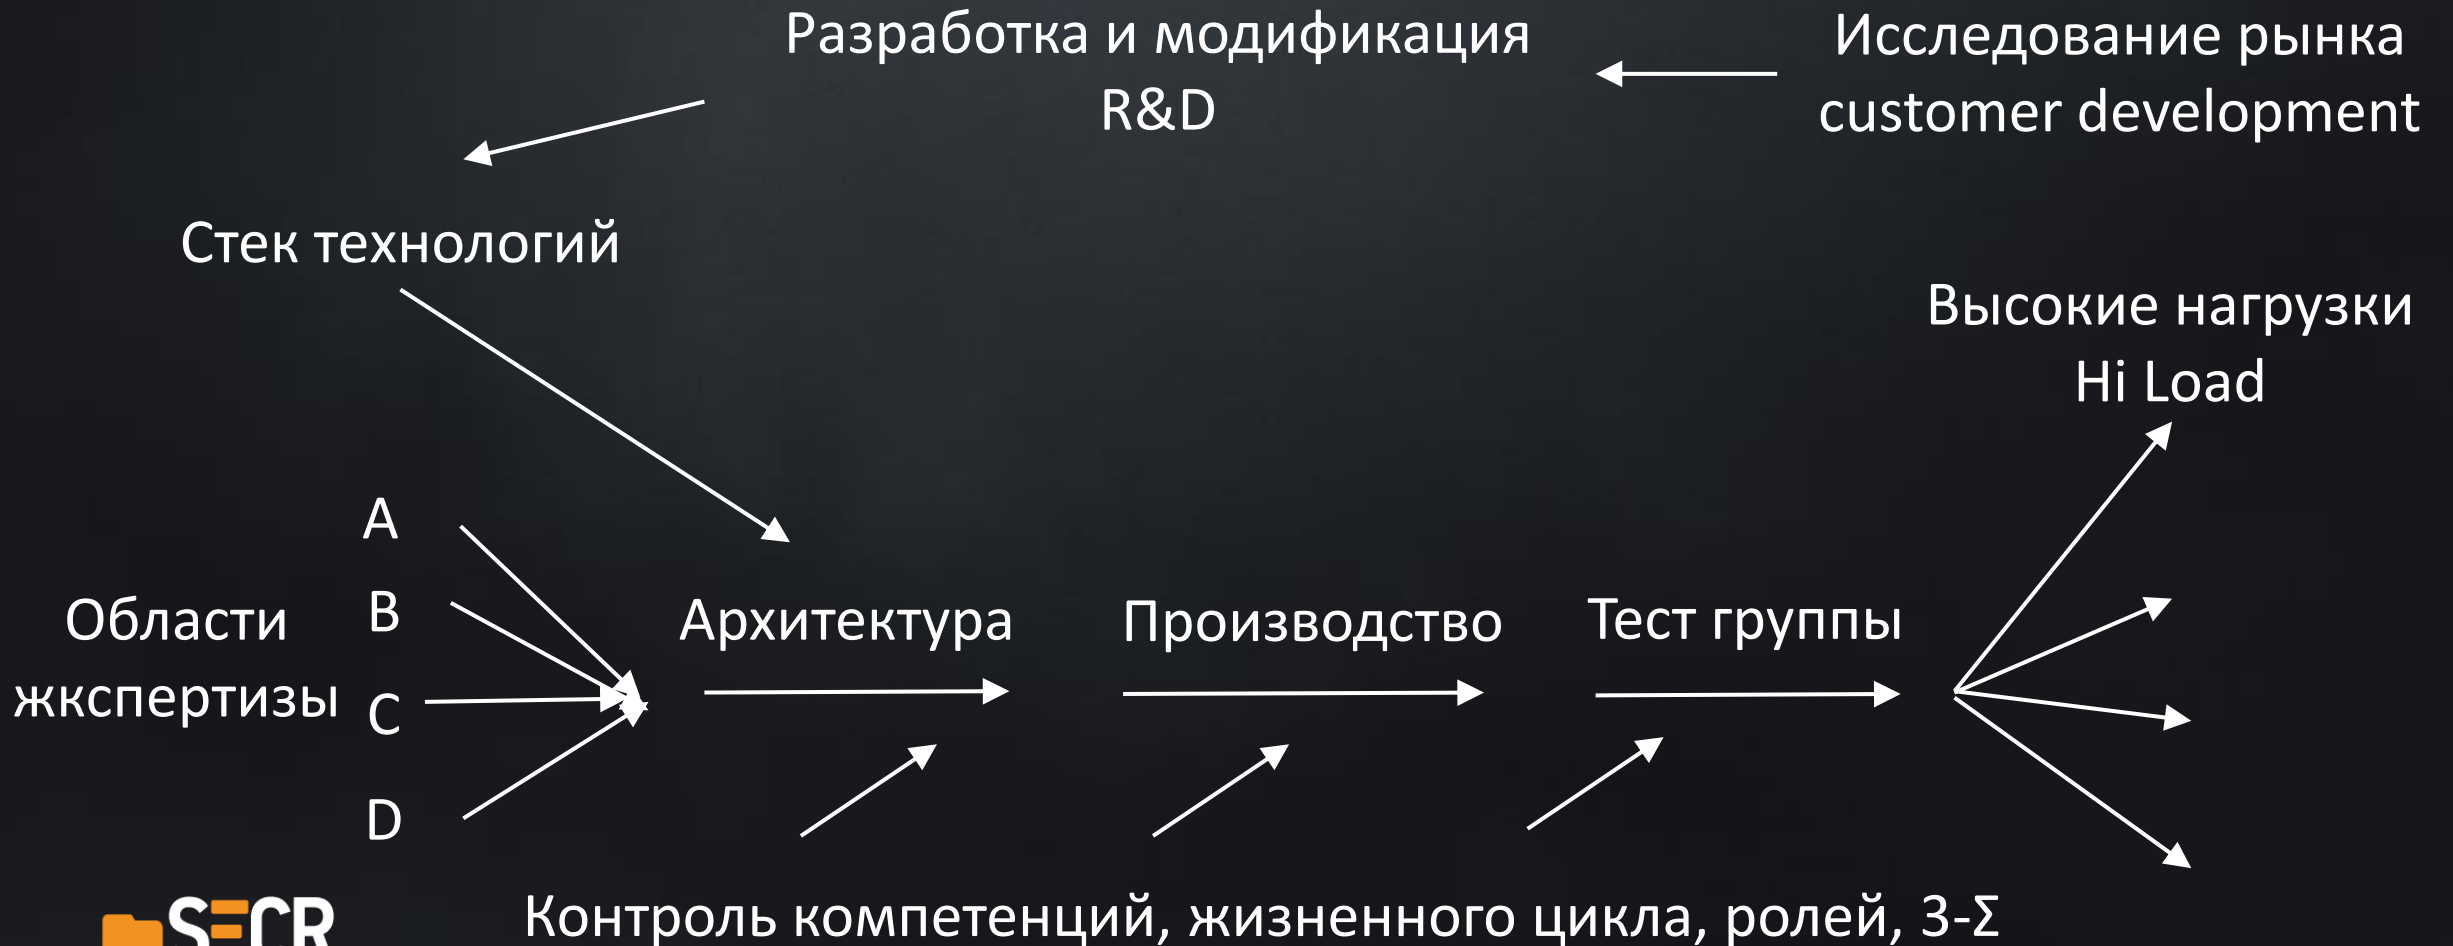 Разработка и модификация
R&D
Исследование рынка
customer development
Стек технологий
Высокие нагрузки
Hi Load
A
B
C
D
Области
жкспертизы
Архитектура
Производство
Тест группы
SECR
Контроль компетенций, жизненного цикла, ролей, 3-Σ